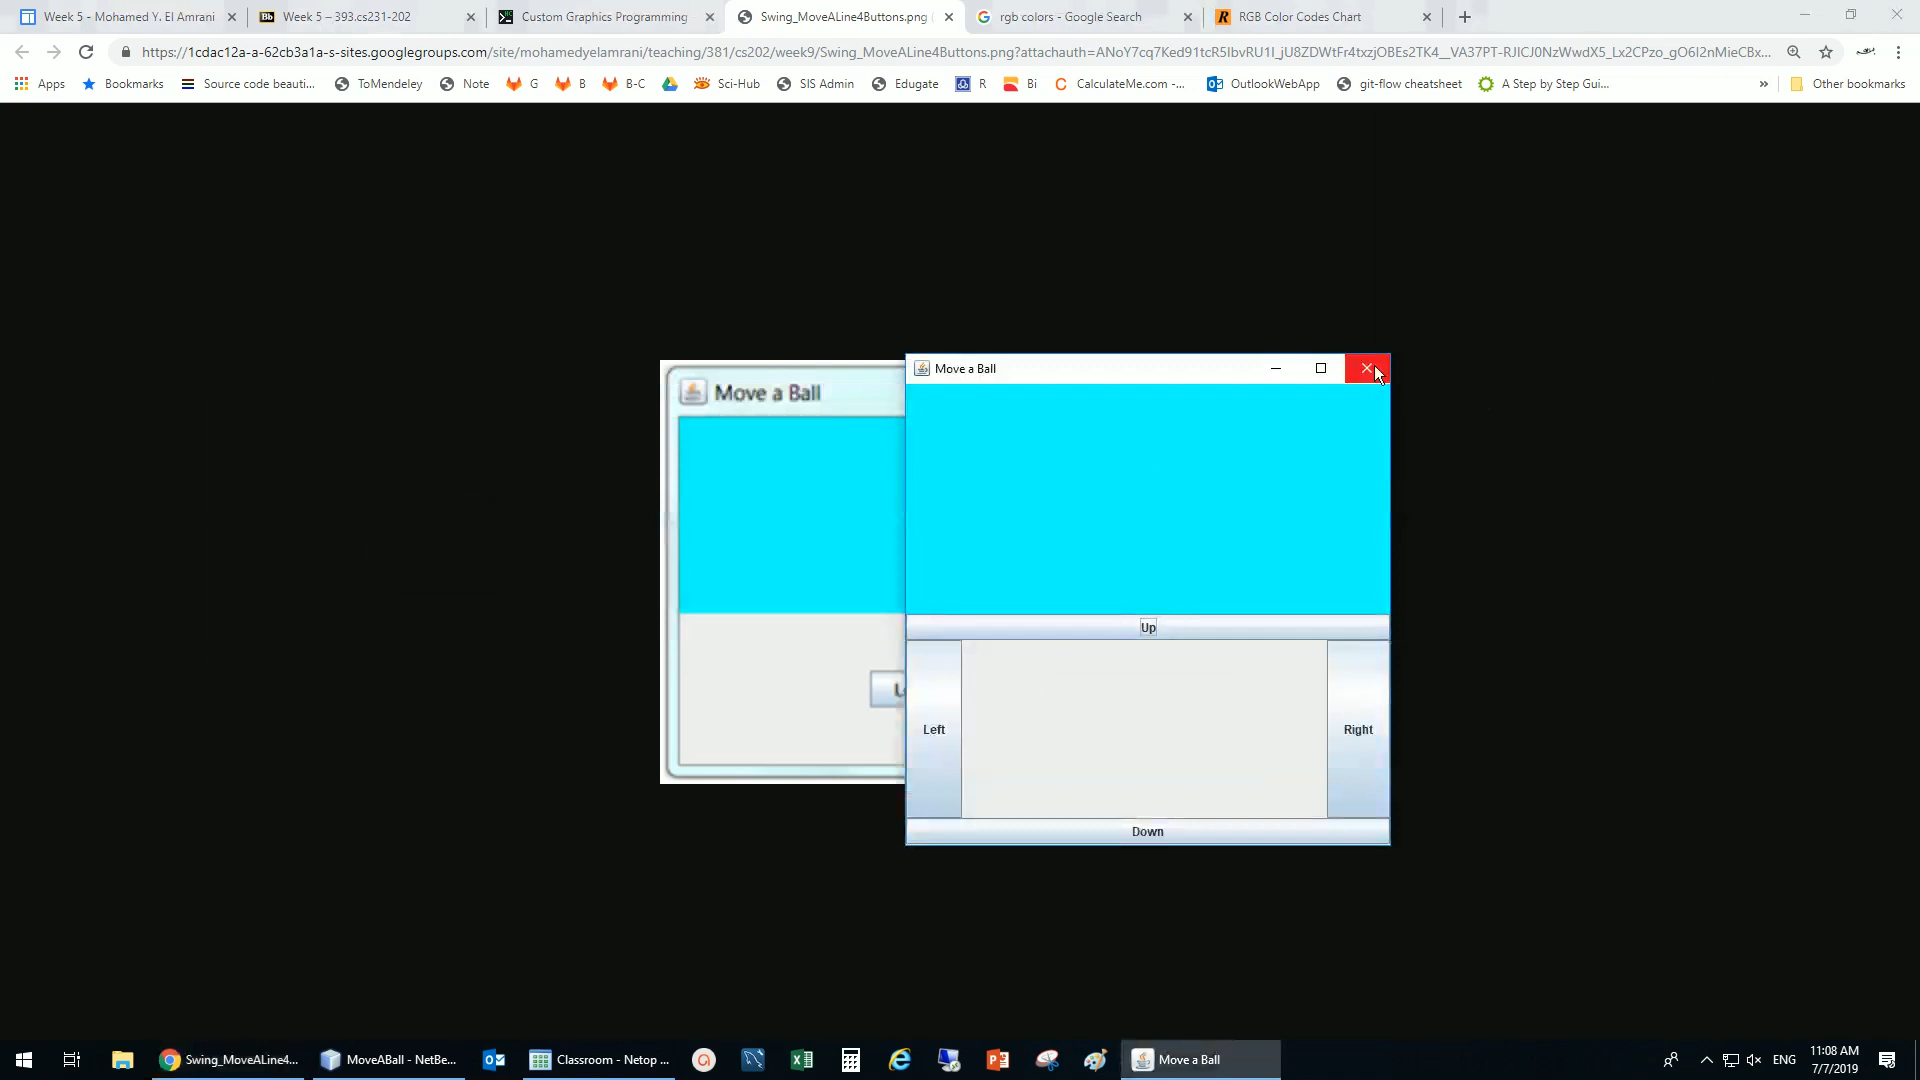 Week 5 - Mohamed Y. El Amrani
Week 5 – 393.cs231-202
Custom Graphics Programming
Swing_MoveALine4Buttons.png
rgb colors - Google Search
RGB Color Codes Chart
https://1cdac12a-a-62cb3a1a-s-sites.googlegroups.com/site/mohamedyelamrani/teaching/381/cs202/week9/Swing_MoveALine4Buttons.png?attachauth=
Apps
Bookmarks
Source code beauti...
ToMendeley
Note
G
B
B-C
Sci-Hub
SIS Admin
Edugate
R
Bi
CalculateMe.com -...
OutlookWebApp
git-flow cheatsheet
A Step by Step Gui...
»
Other bookmarks
Move a Ball
Move a Ball
Up
Left
Right
Down
Swing_MoveALine4...
MoveABall - NetBe...
Classroom - Netop ...
Move a Ball
ENG
11:08 AM
7/7/2019